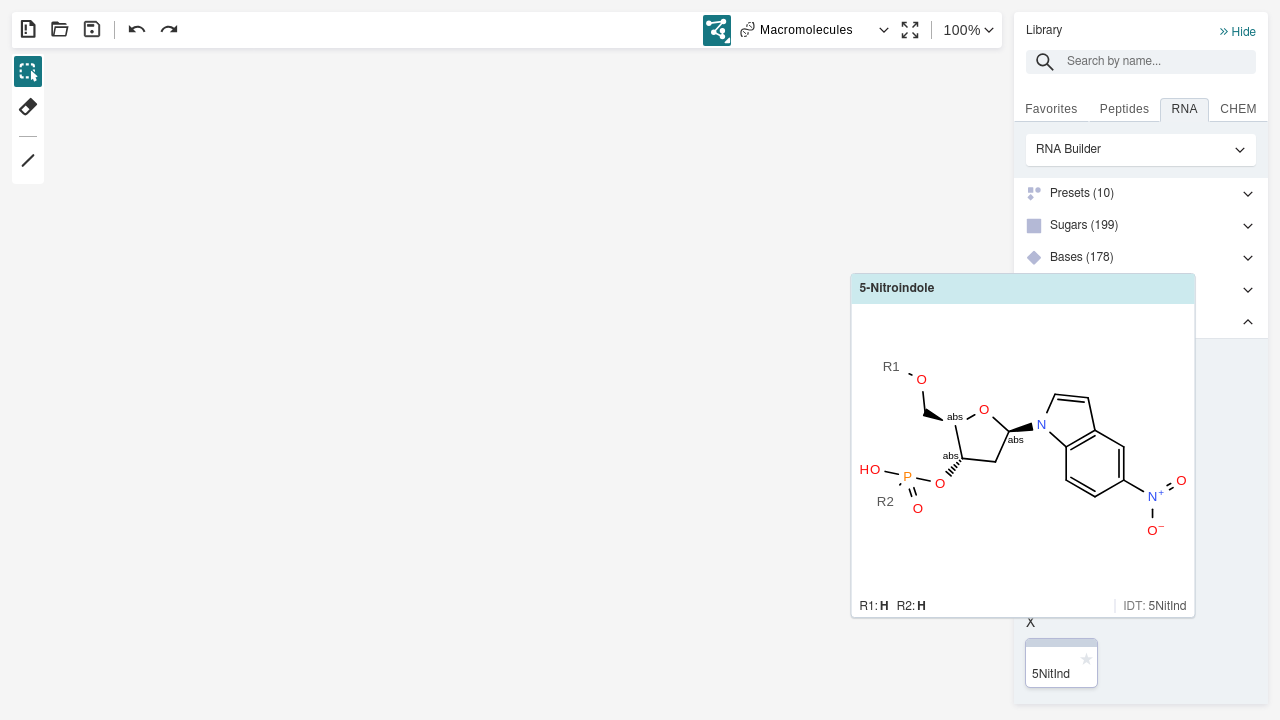 Macromolecules
100%
Library
Hide
Search by name...
Favorites
Peptides
RNA
CHEM
RNA Builder
Presets (10)
Sugars (199)
Bases (178)
5-Nitroindole
R1
O
abs
O
N
abs
abs
HO
P
O
R2
O
N+
O
O−
R1: H R2: H
IDT: 5NitInd
X
5NitInd